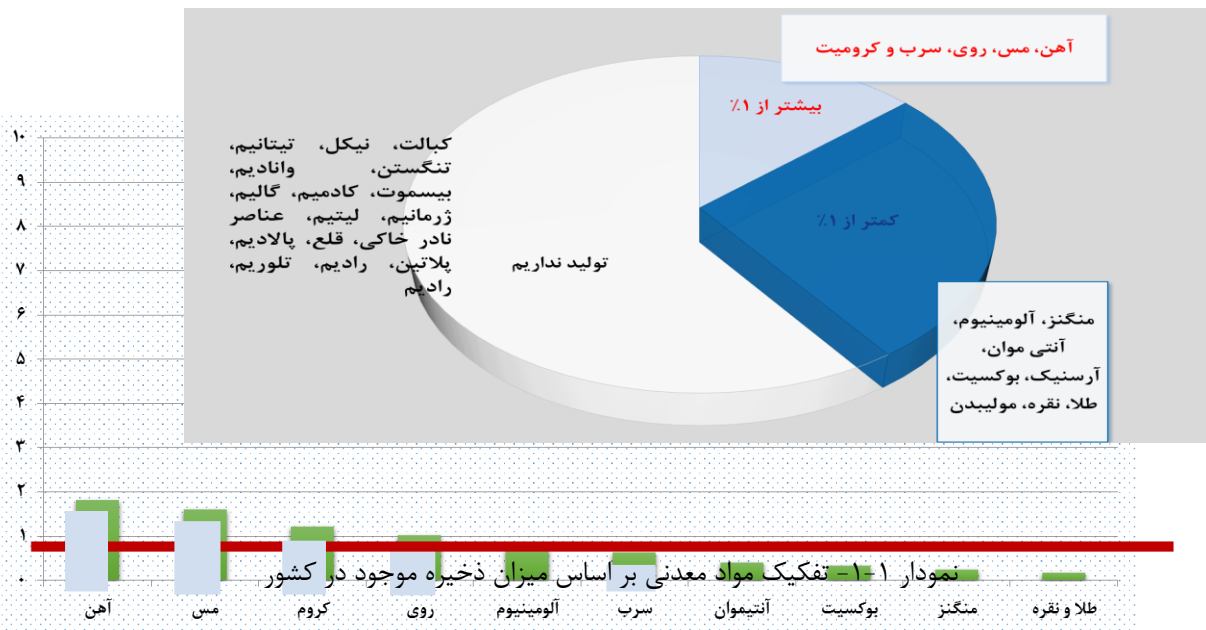 آهن، مس، روی، سرب و کرومیت
بیشتر از ۱٪
کمتر از ۱٪
تولید نداریم
کبالت، نیکل، تیتانیم،
تنگستن، وانادیم،
بیسموت، کادمیم، گالیم،
ژرمانیم، لیتیم، عناصر
نادر خاکی، قلع، پالادیم،
پلاتین، رادیم، تلوریم،
رادیم
منگنز، آلومینیوم،
آنتی موان،
آرسنیک، بوکسیت،
طلا، نقره، مولیبدن
۱۰
۹
۸
۷
۶
۵
۴
۳
۲
۱
۰
نمودار ۱-۱- تفکیک مواد معدنی بر اساس میزان ذخیره موجود در کشور
آهن
مس
کروم
روی
آلومینیوم
سرب
آنتیموان
بوکسیت
منگنز
طلا و نقره